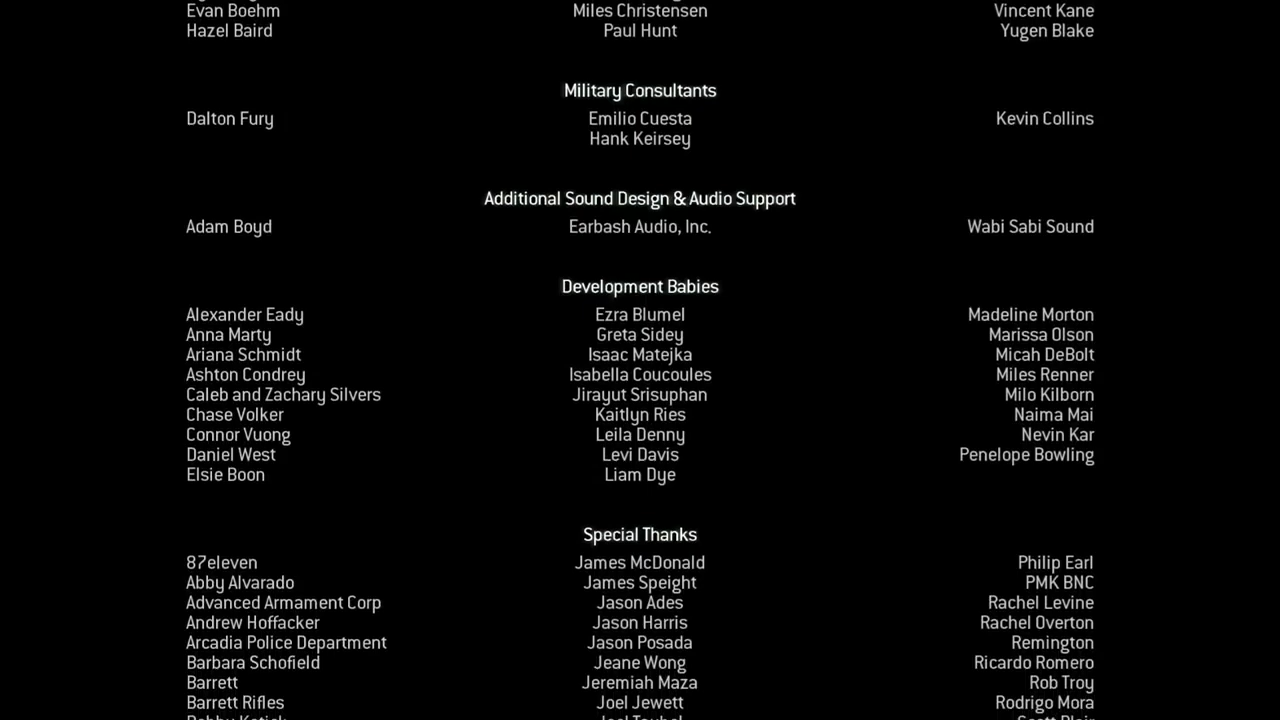 Evan Boehm Miles Christensen Vincent Kane
Hazel Baird Paul Hunt Yugen Blake
Military Consultants
Dalton Fury Emilio Cuesta Kevin Collins
Hank Keirsey
Additional Sound Design & Audio Support
Adam Boyd Earbash Audio, Inc. Wabi Sabi Sound
Development Babies
Alexander Eady Ezra Blumel Madeline Morton
Anna Marty Greta Sidey Marissa Olson
Ariana Schmidt Isaac Matejka Micah DeBolt
Ashton Condrey Isabella Coucoules Miles Renner
Caleb and Zachary Silvers Jirayut Srisuphan Milo Kilborn
Chase Volker Kaitlyn Ries Naima Mai
Connor Vuong Leila Denny Nevin Kar
Daniel West Levi Davis Penelope Bowling
Elsie Boon Liam Dye
Special Thanks
87eleven James McDonald Philip Earl
Abby Alvarado James Speight PMK BNC
Advanced Armament Corp Jason Ades Rachel Levine
Andrew Hoffacker Jason Harris Rachel Overton
Arcadia Police Department Jason Posada Remington
Barbara Schofield Jeane Wong Ricardo Romero
Barrett Jeremiah Maza Rob Troy
Barrett Rifles Joel Jewett Rodrigo Mora